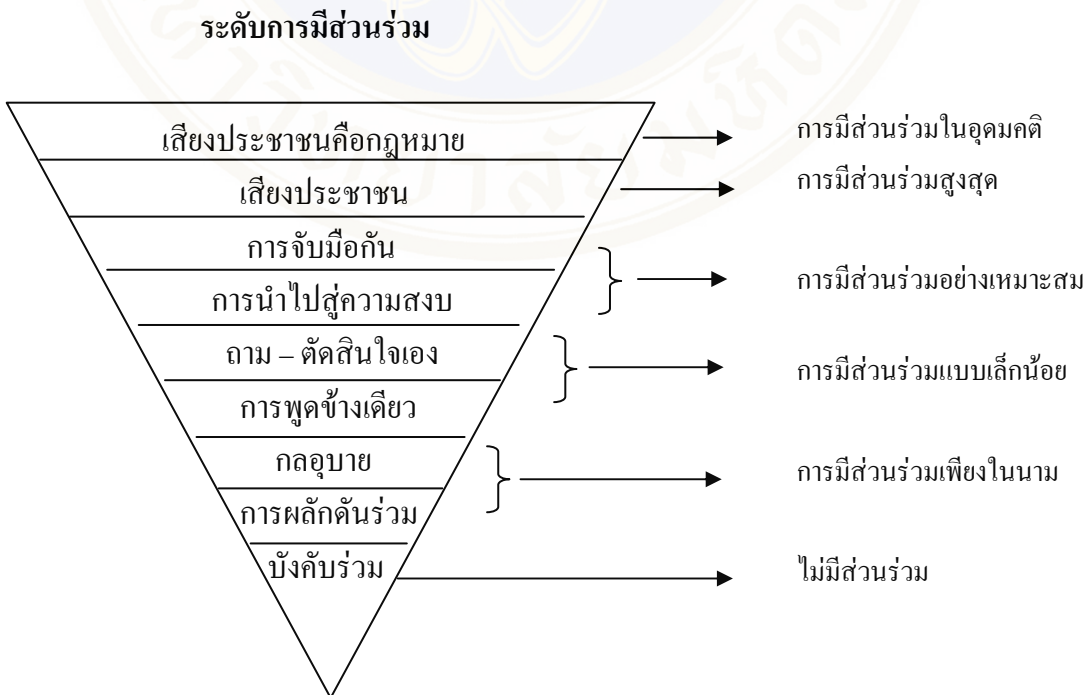 ระดับการมีส่วนร่วม
เสียงประชาชนคือกฎหมาย
การมีส่วนร่วมในอุดมคติ
เสียงประชาชน
การมีส่วนร่วมสูงสุด
การจับมือกัน
การนำไปสู่ความสงบ
การมีส่วนร่วมอย่างเหมาะสม
ถาม – ตัดสินใจเอง
การพูดข้างเดียว
การมีส่วนร่วมแบบเล็กน้อย
กลอุบาย
การผลักดันร่วม
การมีส่วนร่วมเพียงในนาม
บังคับร่วม
ไม่มีส่วนร่วม